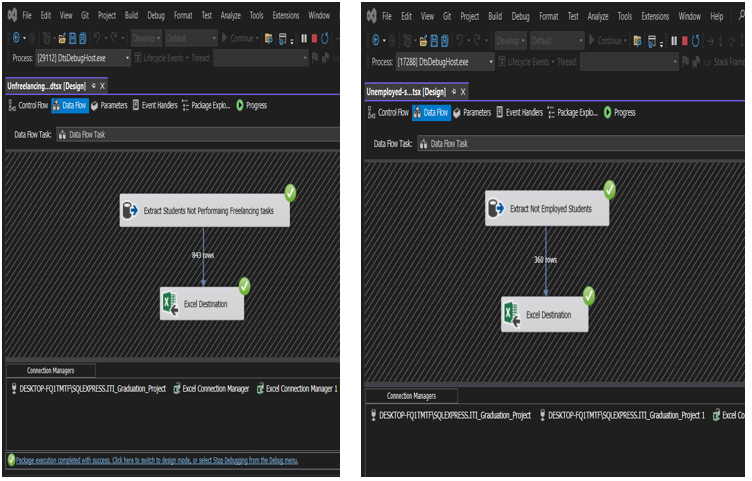 File Edit View Git Project Build Debug Format Test Analyze Tools Extensions Window
Develop Default Continue
Process: [29112] DtsDebugHost.exe Lifecycle Events Thread:
Unfreelancing...dtsx [Design] X
Control Flow Data Flow Parameters Event Handlers Package Explo... Progress
Data Flow Task: Data Flow Task
Extract Students Not Performaing Freelancing tasks
843 rows
Excel Destination
Connection Managers
DESKTOP-FQ1TMTF\SQLEXPRESS.ITI_Graduation_Project Excel Connection Manager Excel Connection Manager 1
Package execution completed with success. Click here to switch to design mode, or select Stop Debugging from the Debug menu.
File Edit View Git Project Build Debug Format Test Analyze Tools Extensions Window Help
Develop Default Continue
Process: [17288] DtsDebugHost.exe Lifecycle Events Thread: Stack Frame
Unemployed-s...tsx [Design] X
Control Flow Data Flow Parameters Event Handlers Package Explo... Progress
Data Flow Task: Data Flow Task
Extract Not Employed Students
360 rows
Excel Destination
Connection Managers
DESKTOP-FQ1TMTF\SQLEXPRESS.ITI_Graduation_Project DESKTOP-FQ1TMTF\SQLEXPRESS.ITI_Graduation_Project 1 Excel Co